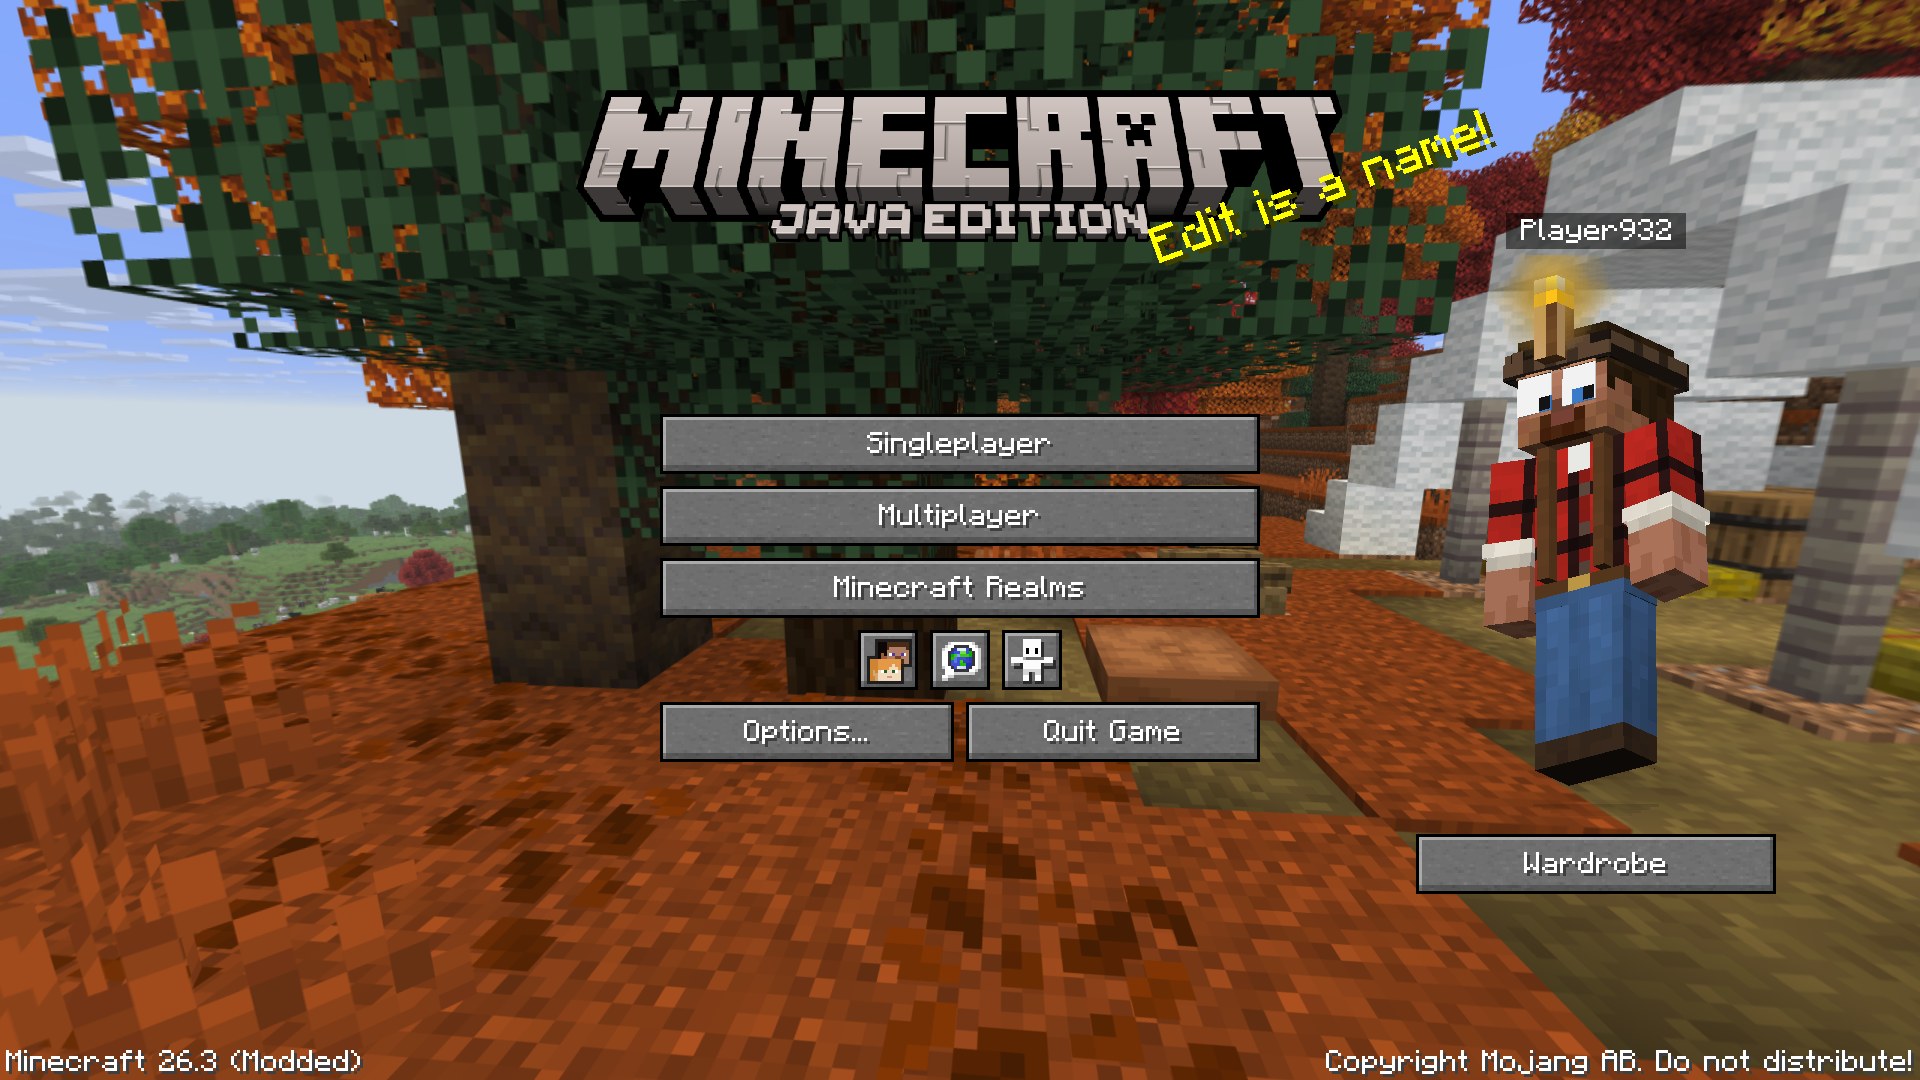 MINECRAFT
JAVA EDITION
Edit is a name!
Player932
Singleplayer
Multiplayer
Minecraft Realms
Options...
Quit Game
Wardrobe
Minecraft 26.3 (Modded)
Copyright Mojang AB. Do not distribute!